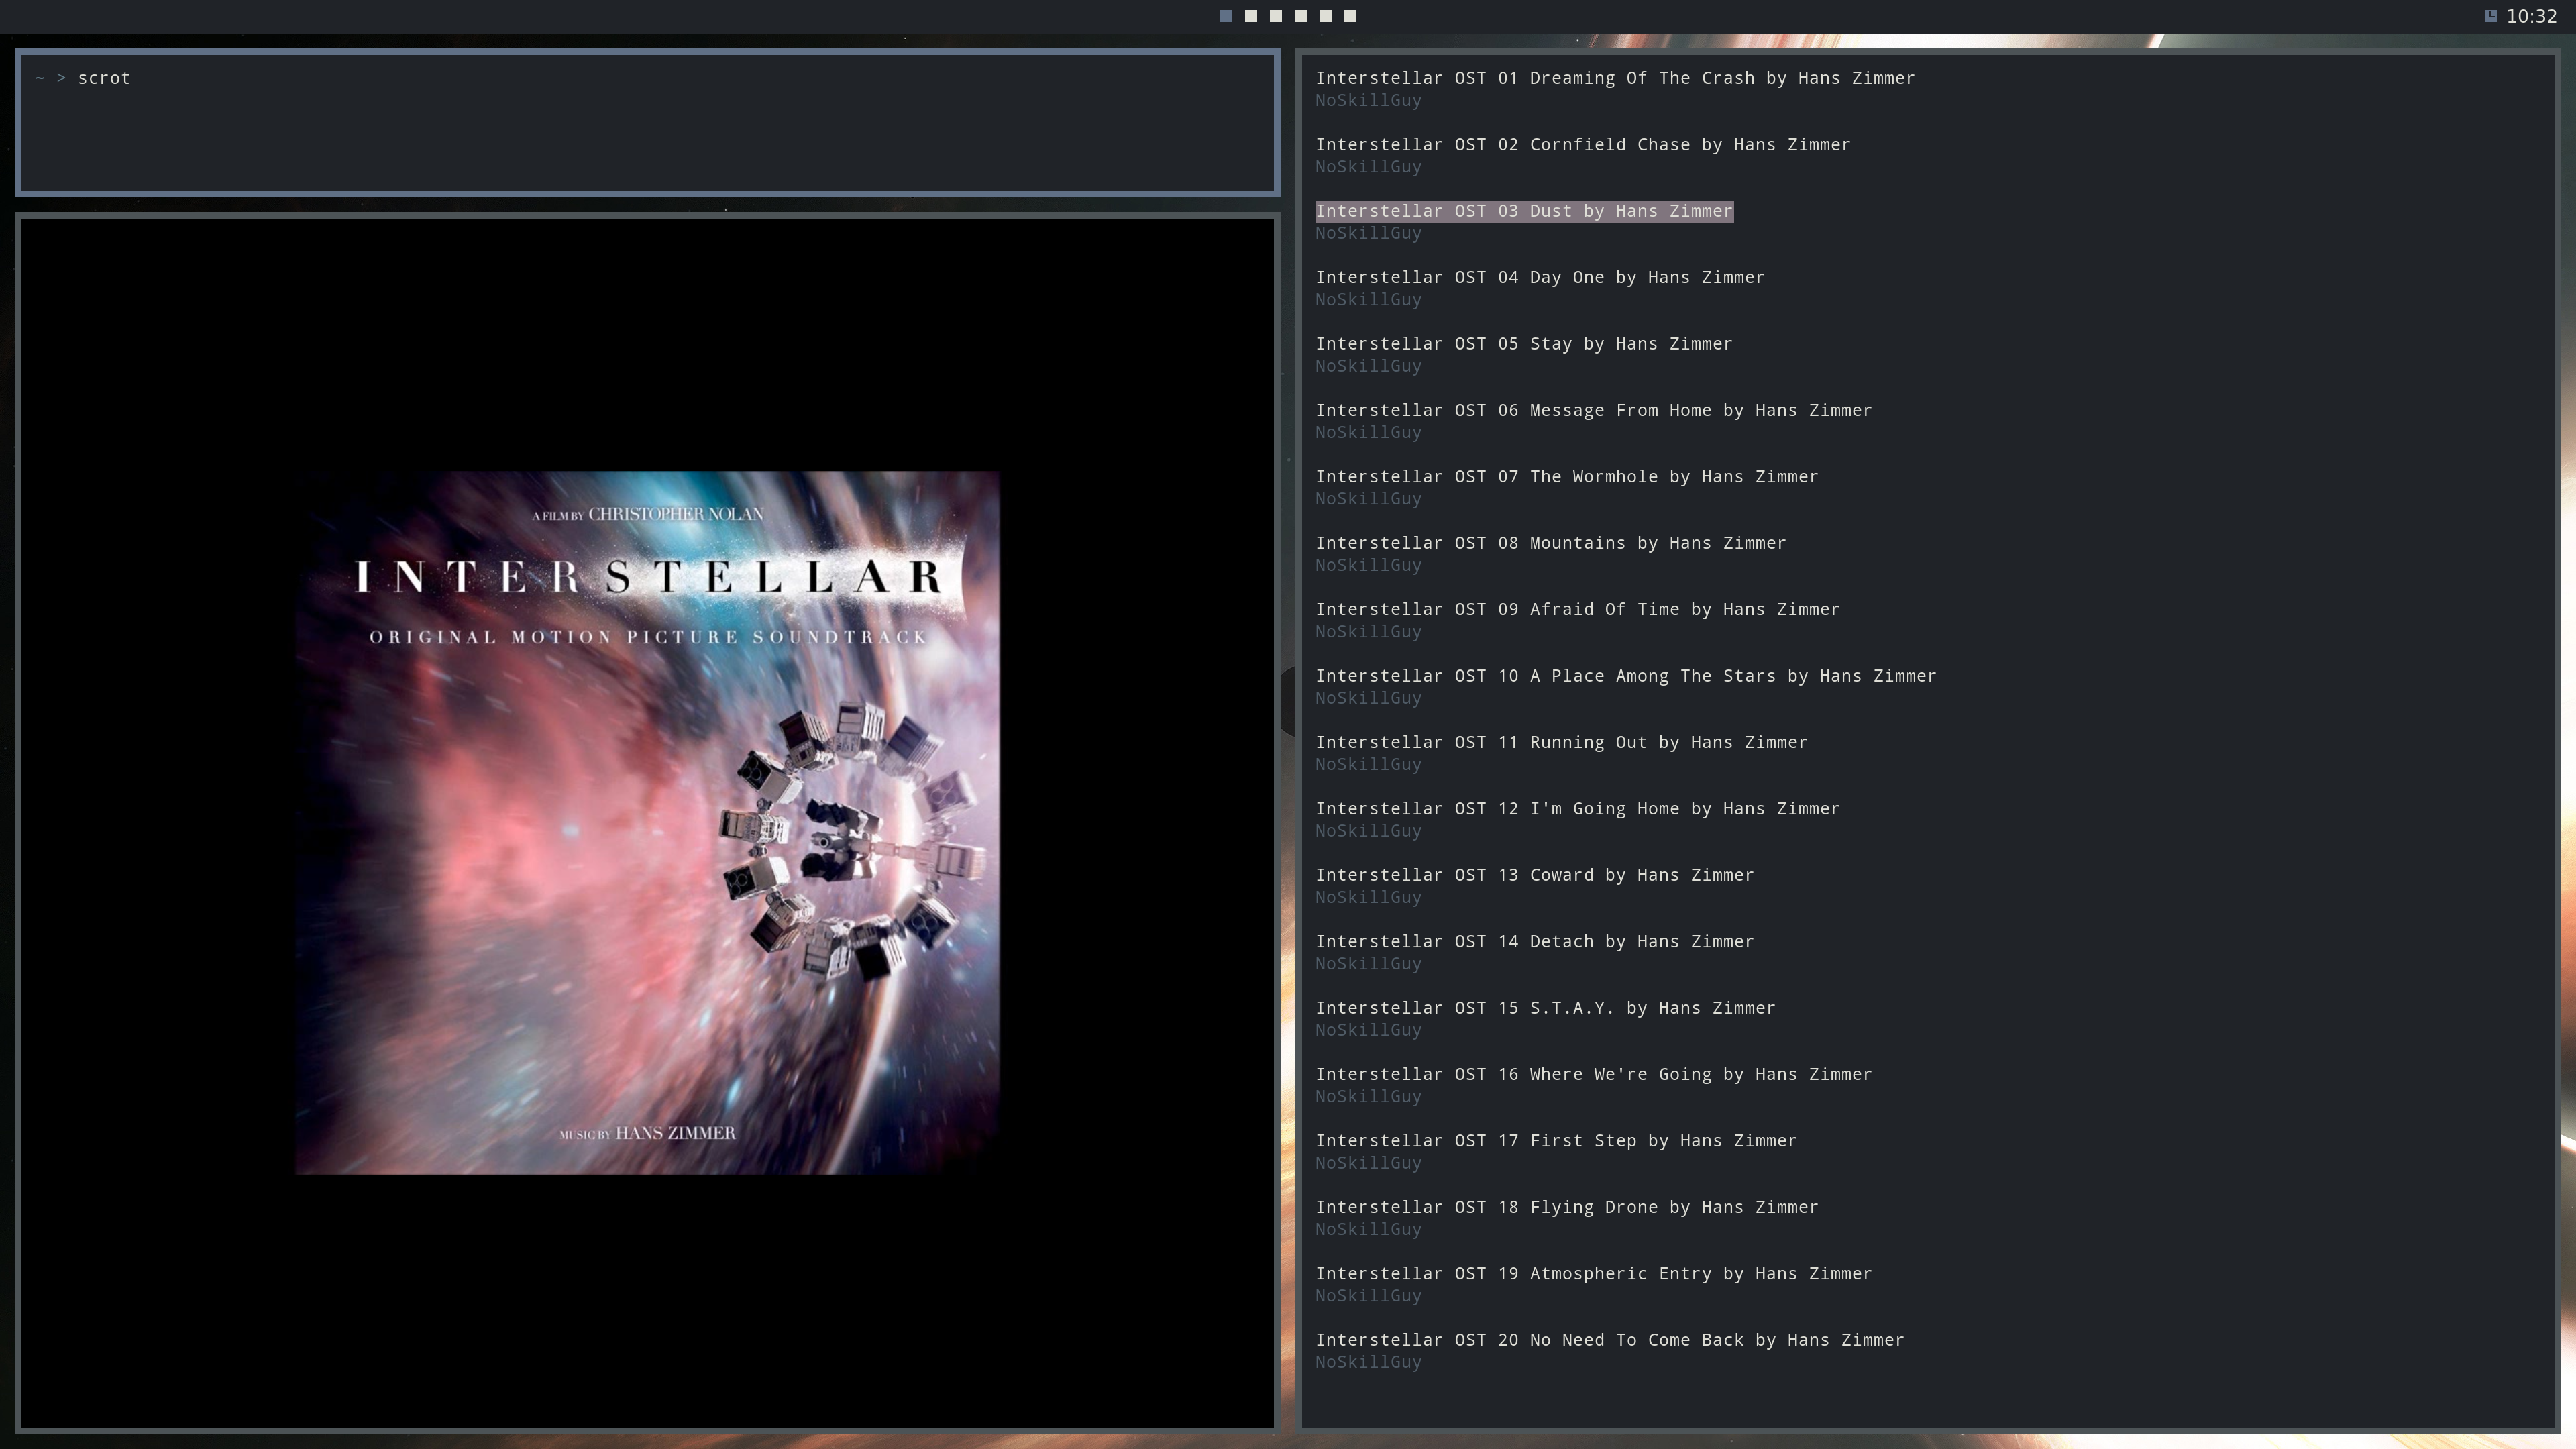 10:32
~ > scrot
A FILM BY CHRISTOPHER NOLAN
INTERSTELLAR
ORIGINAL MOTION PICTURE SOUNDTRACK
MUSIC BY HANS ZIMMER
Interstellar OST 01 Dreaming Of The Crash by Hans Zimmer
NoSkillGuy
Interstellar OST 02 Cornfield Chase by Hans Zimmer
NoSkillGuy
Interstellar OST 03 Dust by Hans Zimmer
NoSkillGuy
Interstellar OST 04 Day One by Hans Zimmer
NoSkillGuy
Interstellar OST 05 Stay by Hans Zimmer
NoSkillGuy
Interstellar OST 06 Message From Home by Hans Zimmer
NoSkillGuy
Interstellar OST 07 The Wormhole by Hans Zimmer
NoSkillGuy
Interstellar OST 08 Mountains by Hans Zimmer
NoSkillGuy
Interstellar OST 09 Afraid Of Time by Hans Zimmer
NoSkillGuy
Interstellar OST 10 A Place Among The Stars by Hans Zimmer
NoSkillGuy
Interstellar OST 11 Running Out by Hans Zimmer
NoSkillGuy
Interstellar OST 12 I'm Going Home by Hans Zimmer
NoSkillGuy
Interstellar OST 13 Coward by Hans Zimmer
NoSkillGuy
Interstellar OST 14 Detach by Hans Zimmer
NoSkillGuy
Interstellar OST 15 S.T.A.Y. by Hans Zimmer
NoSkillGuy
Interstellar OST 16 Where We're Going by Hans Zimmer
NoSkillGuy
Interstellar OST 17 First Step by Hans Zimmer
NoSkillGuy
Interstellar OST 18 Flying Drone by Hans Zimmer
NoSkillGuy
Interstellar OST 19 Atmospheric Entry by Hans Zimmer
NoSkillGuy
Interstellar OST 20 No Need To Come Back by Hans Zimmer
NoSkillGuy